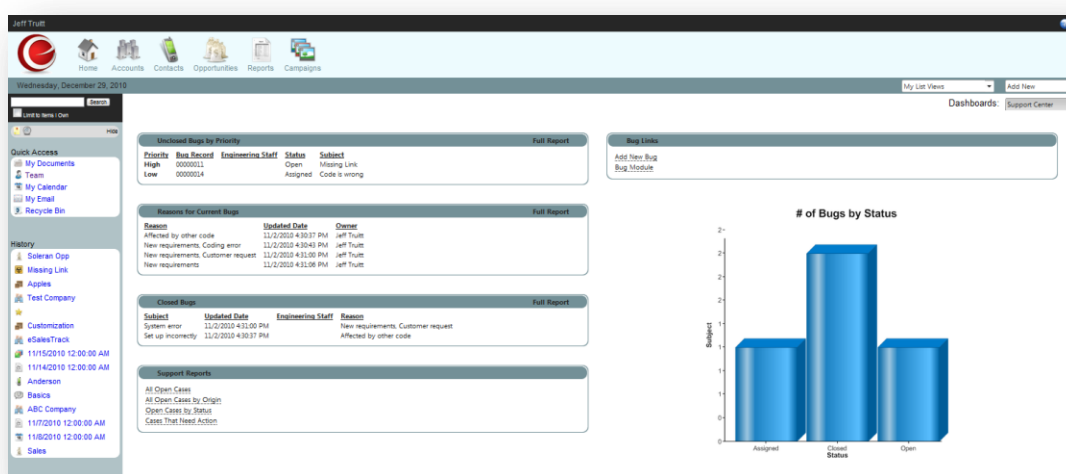 Jeff Truitt
Home Accounts Contacts Opportunities Reports Campaigns
Wednesday, December 29, 2010
My List Views Add New
Search
Limit to Items I Own
Dashboards: Support Center
Hide
Quick Access
My Documents
Team
My Calendar
My Email
Recycle Bin
History
Soleran Opp
Missing Link
Apples
Test Company
Customization
eSalesTrack
11/15/2010 12:00:00 AM
11/14/2010 12:00:00 AM
Anderson
Basics
ABC Company
11/7/2010 12:00:00 AM
11/8/2010 12:00:00 AM
Sales
Unclosed Bugs by Priority Full Report
Priority Bug Record Engineering Staff Status Subject
High 00000011 Open Missing Link
Low 00000014 Assigned Code is wrong
Reasons for Current Bugs Full Report
Reason Updated Date Owner
Affected by other code 11/2/2010 4:30:37 PM Jeff Truitt
New requirements, Coding error 11/2/2010 4:30:43 PM Jeff Truitt
New requirements, Customer request 11/2/2010 4:31:00 PM Jeff Truitt
New requirements 11/2/2010 4:31:06 PM Jeff Truitt
Closed Bugs Full Report
Subject Updated Date Engineering Staff Reason
System error 11/2/2010 4:31:00 PM New requirements, Customer request
Set up incorrectly 11/2/2010 4:30:37 PM Affected by other code
Support Reports
All Open Cases
All Open Cases by Origin
Open Cases by Status
Cases That Need Action
Bug Links
Add New Bug
Bug Module
# of Bugs by Status
2
2
2
2
1
1
1
1
0
0
Subject
Assigned Closed Open
Status